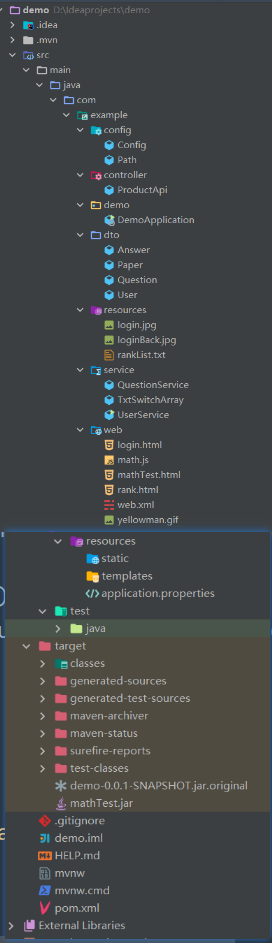 demo D:\Ideaprojects\demo
.idea
.mvn
src
main
java
com
example
config
Config
Path
controller
ProductApi
demo
DemoApplication
dto
Answer
Paper
Question
User
resources
login.jpg
loginBack.jpg
rankList.txt
service
QuestionService
TxtSwitchArray
UserService
web
login.html
math.js
mathTest.html
rank.html
web.xml
yellowman.gif
resources
static
templates
application.properties
test
java
target
classes
generated-sources
generated-test-sources
maven-archiver
maven-status
surefire-reports
test-classes
demo-0.0.1-SNAPSHOT.jar.original
mathTest.jar
.gitignore
demo.iml
HELP.md
mvnw
mvnw.cmd
pom.xml
External Libraries